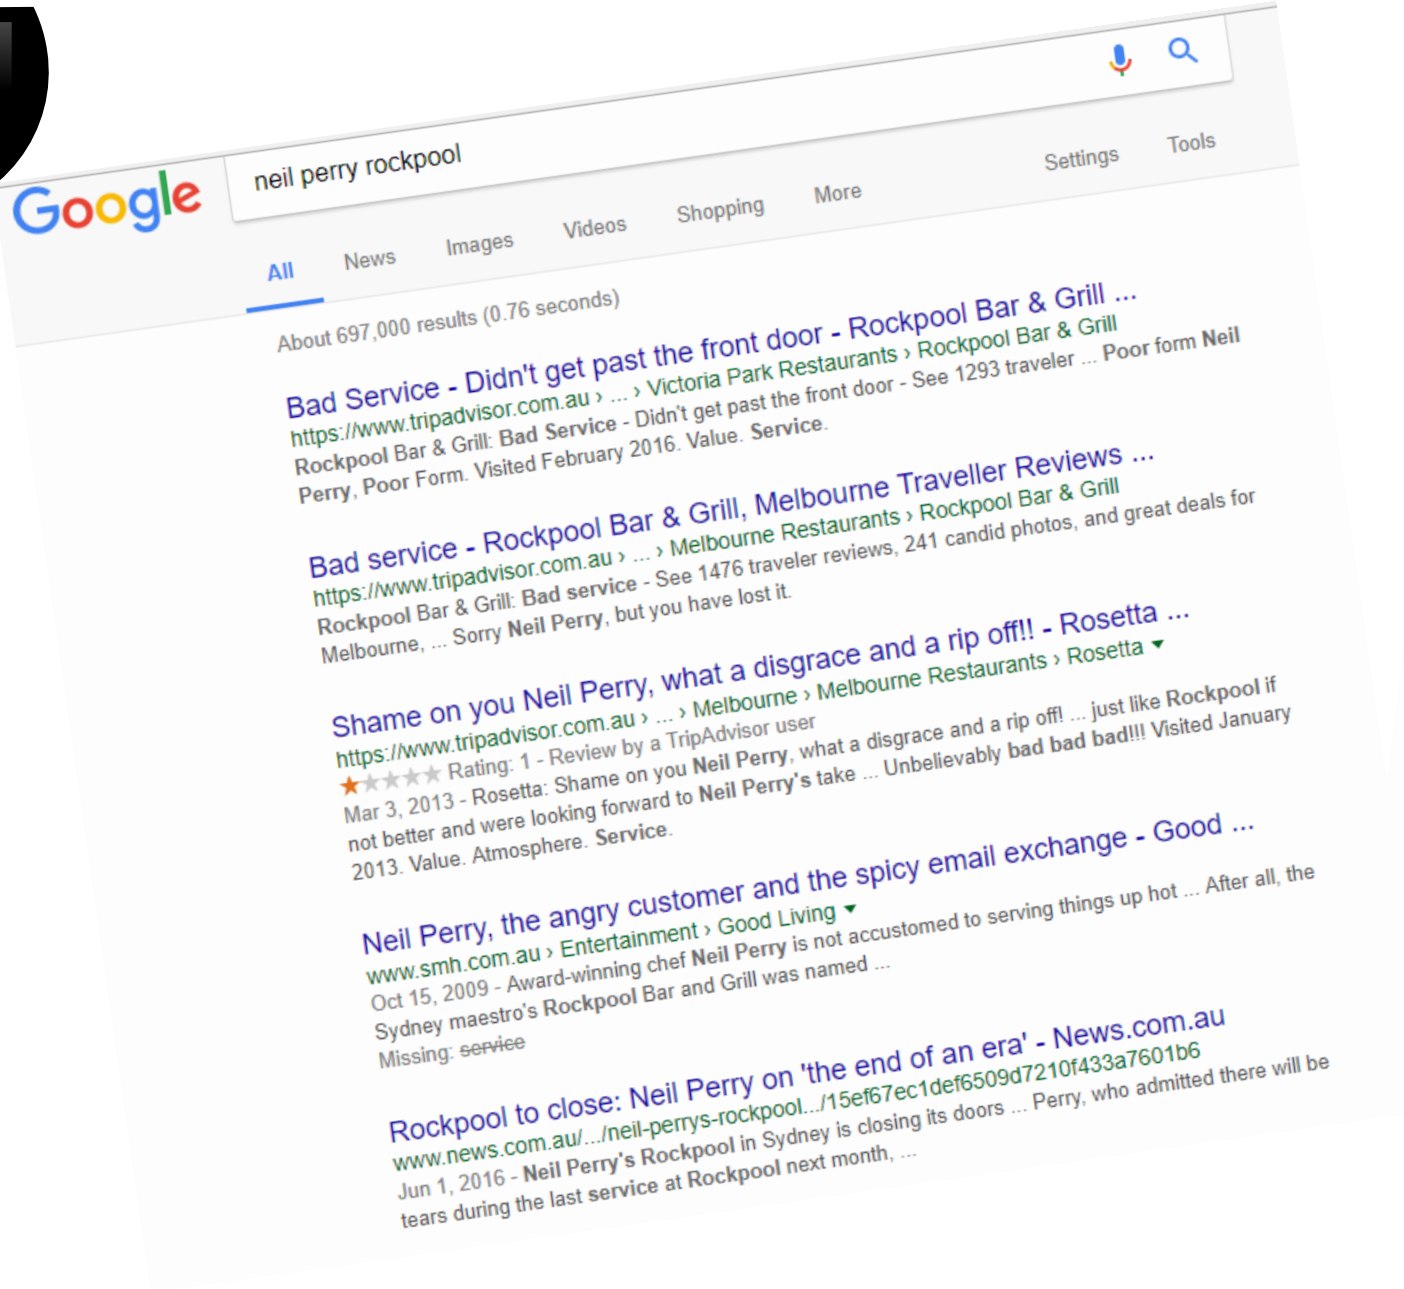 Google
neil perry rockpool
All News Images Videos Shopping More Settings Tools
About 697,000 results (0.76 seconds)
Bad Service - Didn't get past the front door - Rockpool Bar & Grill ...
https://www.tripadvisor.com.au › ... › Victoria Park Restaurants › Rockpool Bar & Grill
Rockpool Bar & Grill: Bad Service - Didn't get past the front door - See 1293 traveler ... Poor form Neil
Perry, Poor Form. Visited February 2016. Value. Service.
Bad service - Rockpool Bar & Grill, Melbourne Traveller Reviews ...
https://www.tripadvisor.com.au › ... › Melbourne Restaurants › Rockpool Bar & Grill
Rockpool Bar & Grill: Bad service - See 1476 traveler reviews, 241 candid photos, and great deals for
Melbourne, ... Sorry Neil Perry, but you have lost it.
Shame on you Neil Perry, what a disgrace and a rip off!! - Rosetta ...
https://www.tripadvisor.com.au › ... › Melbourne › Melbourne Restaurants › Rosetta
Rating: 1 - Review by a TripAdvisor user
Mar 3, 2013 - Rosetta: Shame on you Neil Perry, what a disgrace and a rip off! ... just like Rockpool if
not better and were looking forward to Neil Perry's take ... Unbelievably bad bad bad!!! Visited January
2013. Value. Atmosphere. Service.
Neil Perry, the angry customer and the spicy email exchange - Good ...
www.smh.com.au › Entertainment › Good Living
Oct 15, 2009 - Award-winning chef Neil Perry is not accustomed to serving things up hot ... After all, the
Sydney maestro's Rockpool Bar and Grill was named ...
Missing: service
Rockpool to close: Neil Perry on 'the end of an era' - News.com.au
www.news.com.au/.../neil-perrys-rockpool.../15ef67ec1def6509d7210f433a7601b6
Jun 1, 2016 - Neil Perry's Rockpool in Sydney is closing its doors ... Perry, who admitted there will be
tears during the last service at Rockpool next month, ...